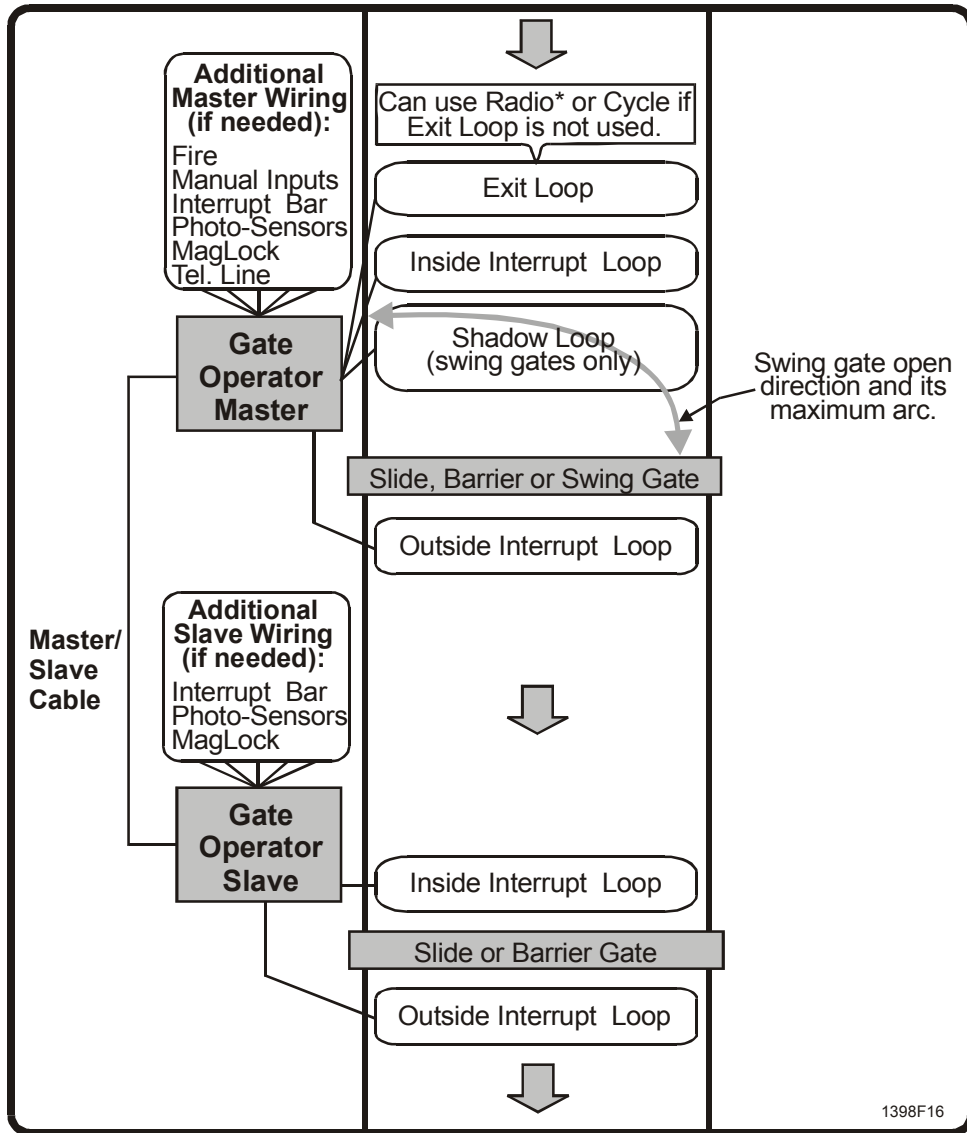 Additional
Master Wiring
(if needed):
Fire
Manual Inputs
Interrupt Bar
Photo-Sensors
MagLock
Tel. Line
Can use Radio* or Cycle if
Exit Loop is not used.
Exit Loop
Inside Interrupt Loop
Shadow Loop
(swing gates only)
Gate
Operator
Master
Swing gate open
direction and its
maximum arc.
Slide, Barrier or Swing Gate
Outside Interrupt Loop
Master/
Slave
Cable
Additional
Slave Wiring
(if needed):
Interrupt Bar
Photo-Sensors
MagLock
Gate
Operator
Slave
Inside Interrupt Loop
Slide or Barrier Gate
Outside Interrupt Loop
1398F16